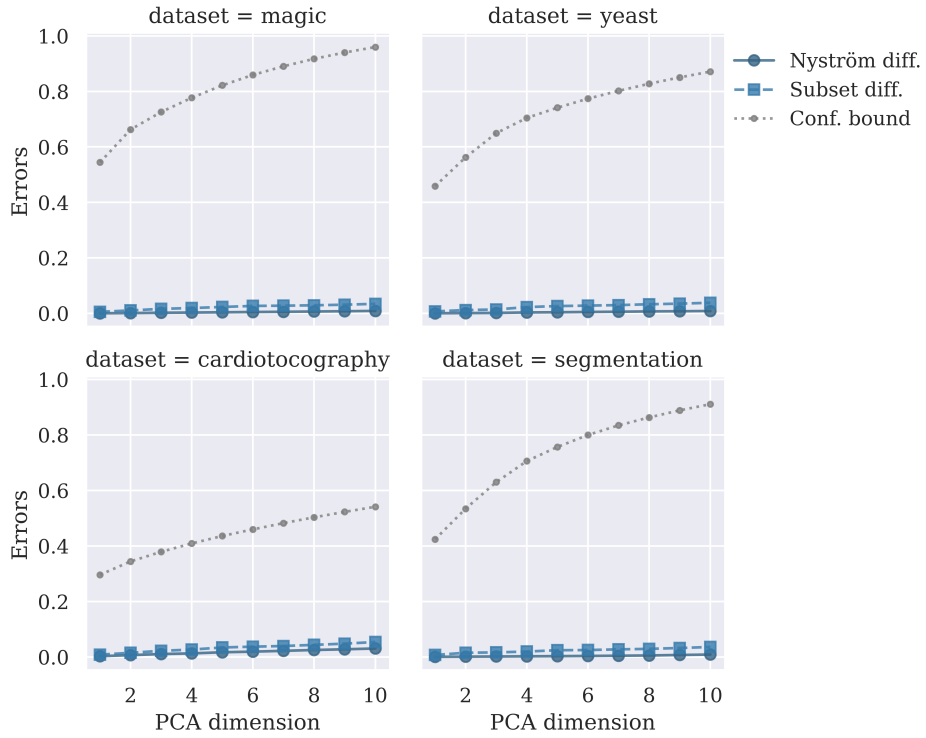 dataset = magic
dataset = yeast
1.0
0.8
0.6
0.4
0.2
0.0
Errors
Nyström diff.
Subset diff.
Conf. bound
dataset = cardiotocography
dataset = segmentation
1.0
0.8
0.6
0.4
0.2
0.0
Errors
2 4 6 8 10
2 4 6 8 10
PCA dimension
PCA dimension